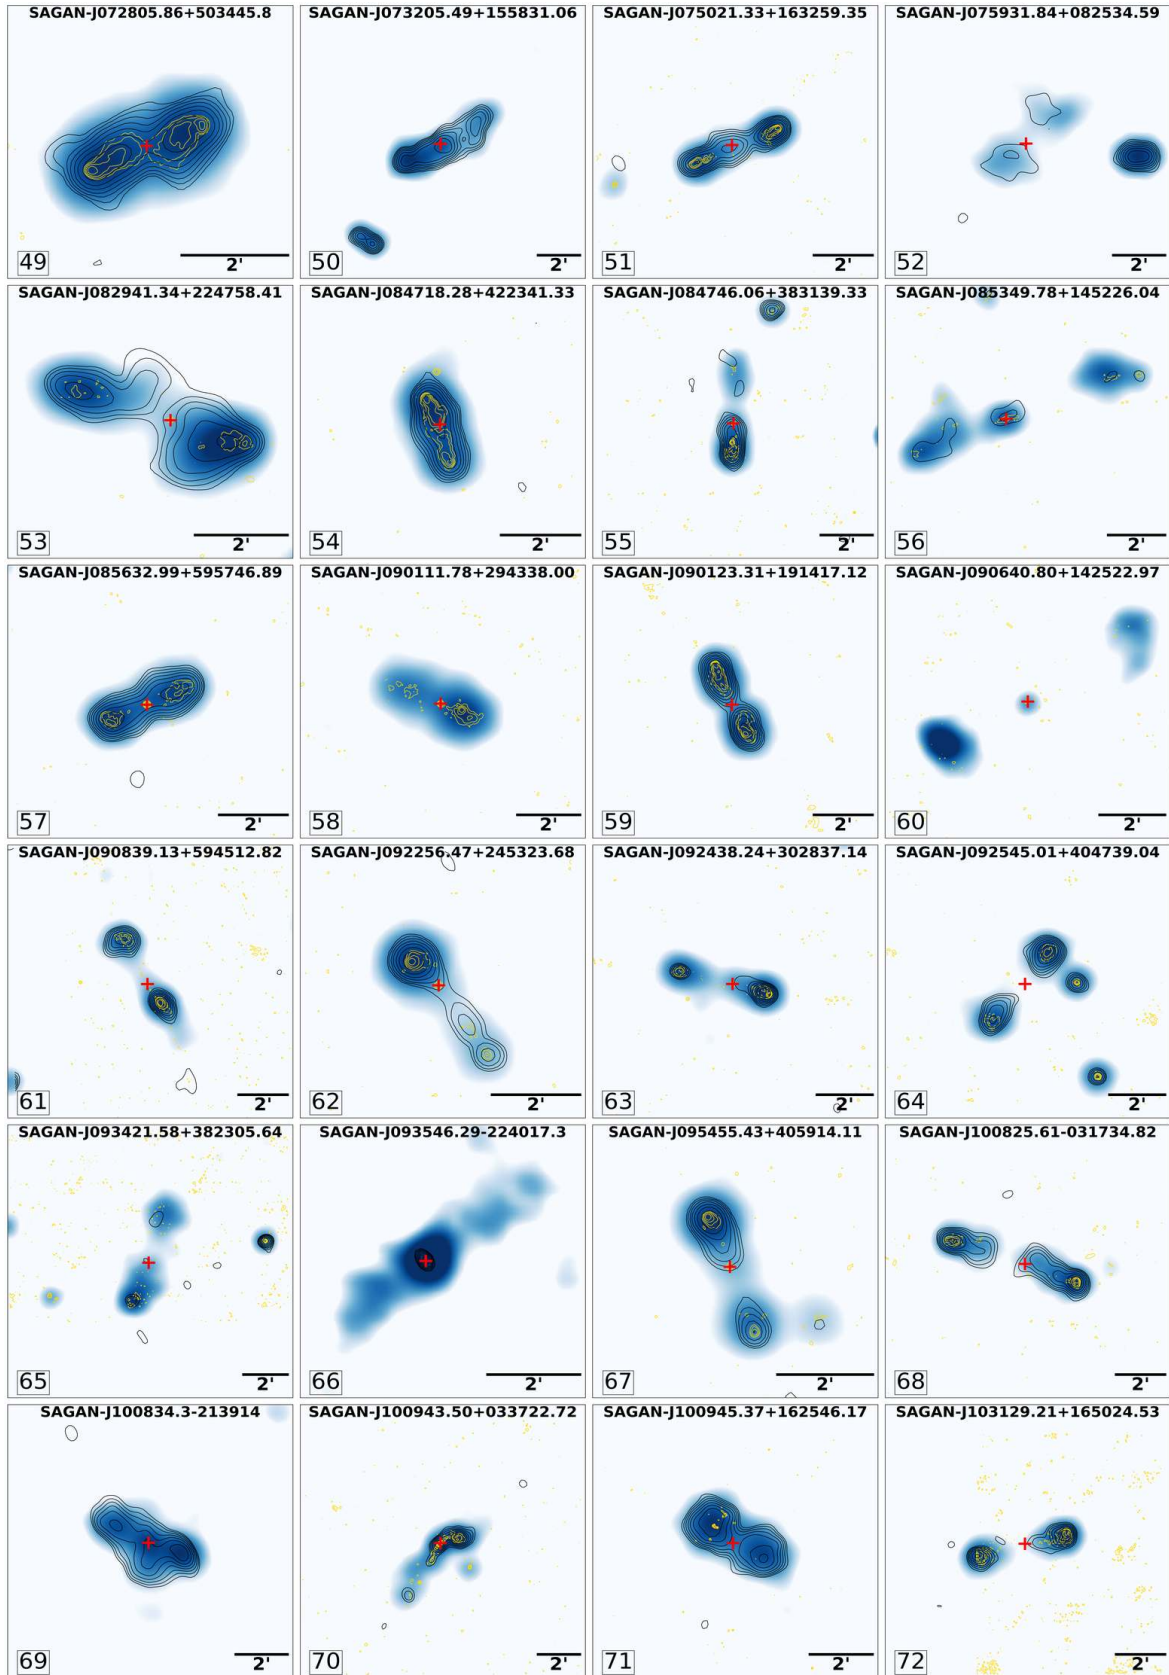 SAGAN-J072805.86+503445.8
SAGAN-J073205.49+155831.06
SAGAN-J075021.33+163259.35
SAGAN-J075931.84+082534.59
49
2'
50
2'
51
2'
52
2'
SAGAN-J082941.34+224758.41
SAGAN-J084718.28+422341.33
SAGAN-J084746.06+383139.33
SAGAN-J085349.78+145226.04
53
2'
54
2'
55
2'
56
2'
SAGAN-J085632.99+595746.89
SAGAN-J090111.78+294338.00
SAGAN-J090123.31+191417.12
SAGAN-J090640.80+142522.97
57
2'
58
2'
59
2'
60
2'
SAGAN-J090839.13+594512.82
SAGAN-J092256.47+245323.68
SAGAN-J092438.24+302837.14
SAGAN-J092545.01+404739.04
61
2'
62
2'
63
2'
64
2'
SAGAN-J093421.58+382305.64
SAGAN-J093546.29-224017.3
SAGAN-J095455.43+405914.11
SAGAN-J100825.61-031734.82
65
2'
66
2'
67
2'
68
2'
SAGAN-J100834.3-213914
SAGAN-J100943.50+033722.72
SAGAN-J100945.37+162546.17
SAGAN-J103129.21+165024.53
69
2'
70
2'
71
2'
72
2'